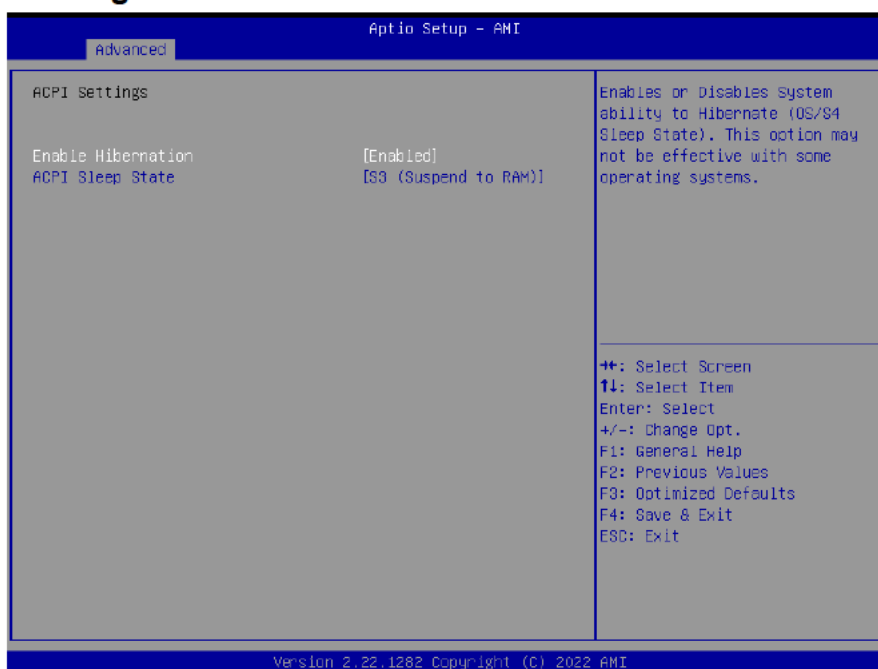 Aptio Setup - AMI
Advanced
ACPI Settings
Enable Hibernation [Enabled]
ACPI Sleep State [S3 (Suspend to RAM)]
Enables or Disables System
ability to Hibernate (OS/S4
Sleep State). This option may
not be effective with some
operating systems.
→←: Select Screen
↑↓: Select Item
Enter: Select
+/-: Change Opt.
F1: General Help
F2: Previous Values
F3: Optimized Defaults
F4: Save & Exit
ESC: Exit
Version 2.22.1282 Copyright (C) 2022 AMI